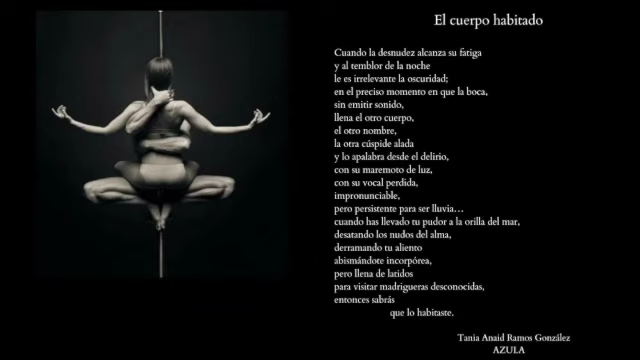 El cuerpo habitado
Cuando la desnudez alcanza su fatiga
y al temblor de la noche
le es irrelevante la oscuridad;
en el preciso momento en que la boca,
sin emitir sonido,
llena el otro cuerpo,
el otro nombre,
la otra cúspide alada
y lo apalabra desde el delirio,
con su maremoto de luz,
con su vocal perdida,
impronunciable,
pero persistente para ser lluvia...
cuando has llevado tu pudor a la orilla del mar,
desatando los nudos del alma,
derramando tu aliento
abismándote incorpórea,
pero llena de latidos
para visitar madrigueras desconocidas,
entonces sabrás
que lo habitaste.
Tania Anaid Ramos González
AZULA